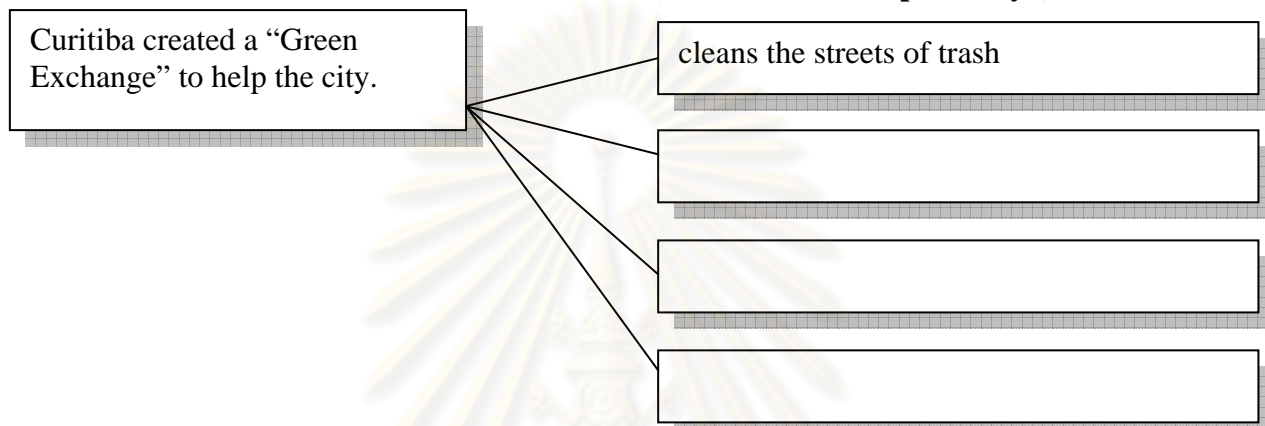 Curitiba created a “Green
Exchange” to help the city.
cleans the streets of trash